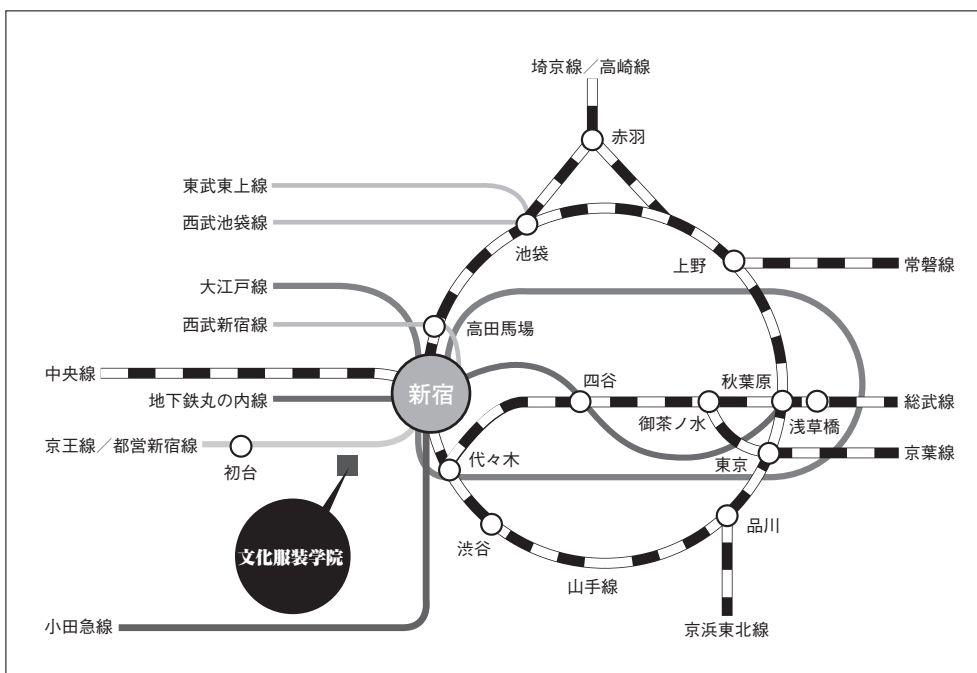 埼京線／高崎線
赤羽
東武東上線
西武池袋線
池袋
上野
常磐線
大江戸線
西武新宿線
高田馬場
中央線
新宿
四谷
秋葉原
地下鉄丸の内線
御茶ノ水
浅草橋
総武線
京王線／都営新宿線
初台
代々木
東京
京葉線
文化服装学院
渋谷
品川
山手線
小田急線
京浜東北線